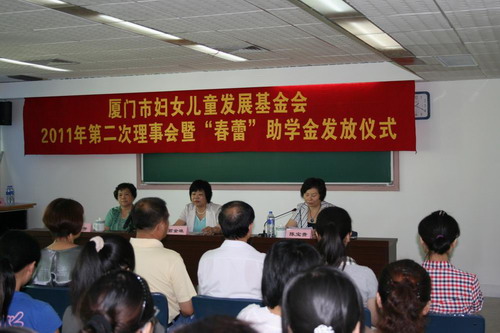 厦门市妇女儿童发展基金会
2011年第二次理事会暨“春蕾”助学金发放仪式